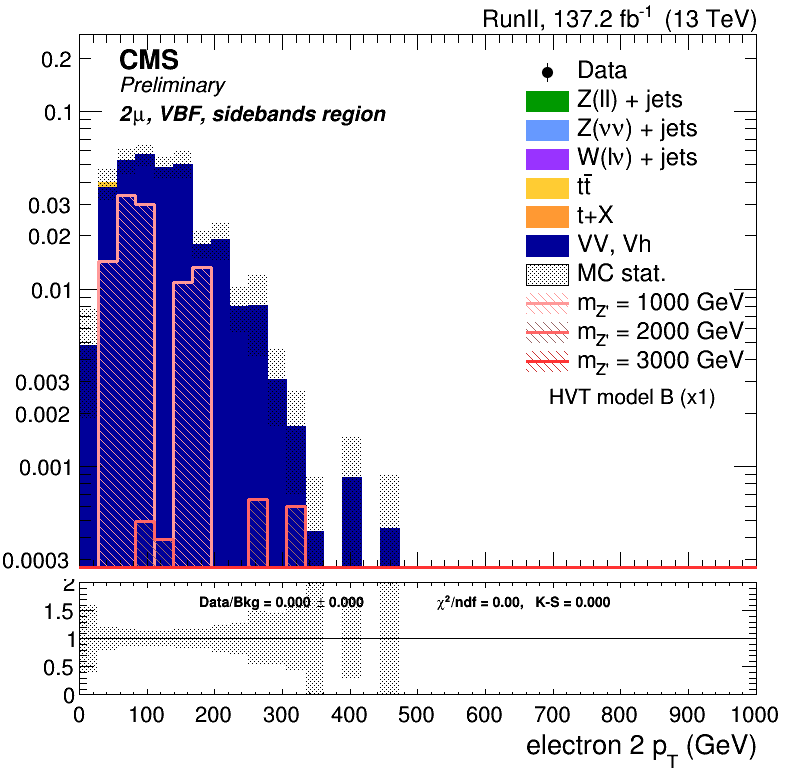 RunII, 137.2 fb⁻¹ (13 TeV)
CMS
Preliminary
2μ, VBF, sidebands region
Data
Z(ll) + jets
Z(νν) + jets
W(lν) + jets
tt̄
t+X
VV, Vh
MC stat.
m_Z' = 1000 GeV
m_Z' = 2000 GeV
m_Z' = 3000 GeV
HVT model B (x1)
0.2
0.1
0.03
0.02
0.01
0.003
0.002
0.001
0.0003
2
1.5
1
0.5
0
Data/Bkg = 0.000 ± 0.000
χ²/ndf = 0.00, K-S = 0.000
0 100 200 300 400 500 600 700 800 900 1000
electron 2 p_T (GeV)